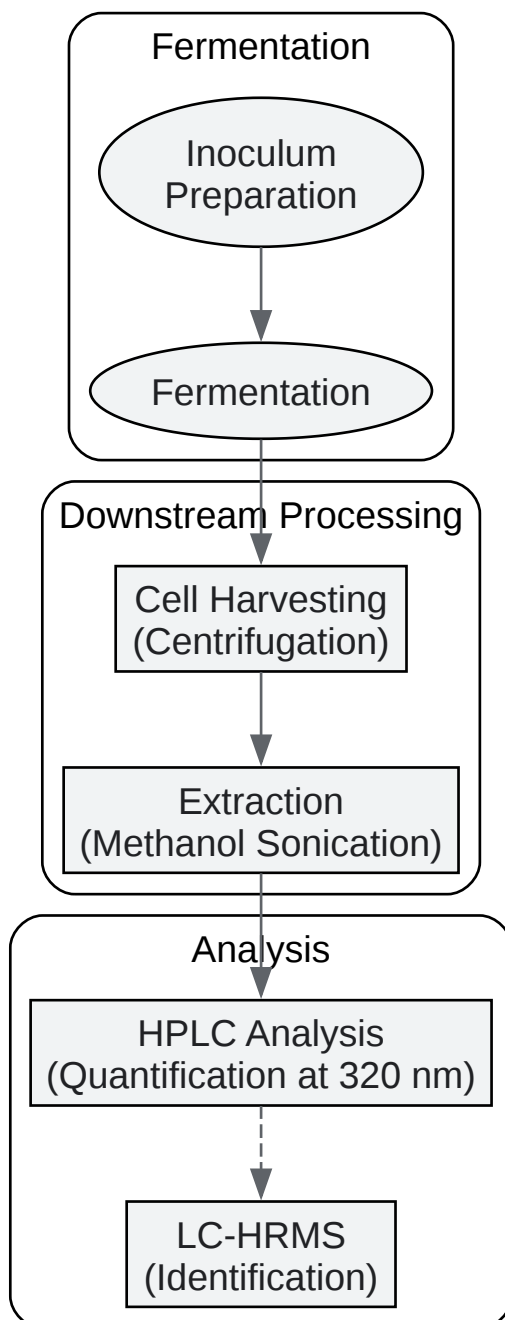 Fermentation
Inoculum
Preparation
Fermentation
Downstream Processing
Cell Harvesting
(Centrifugation)
Extraction
(Methanol Sonication)
Analysis
HPLC Analysis
(Quantification at 320 nm)
LC-HRMS
(Identification)